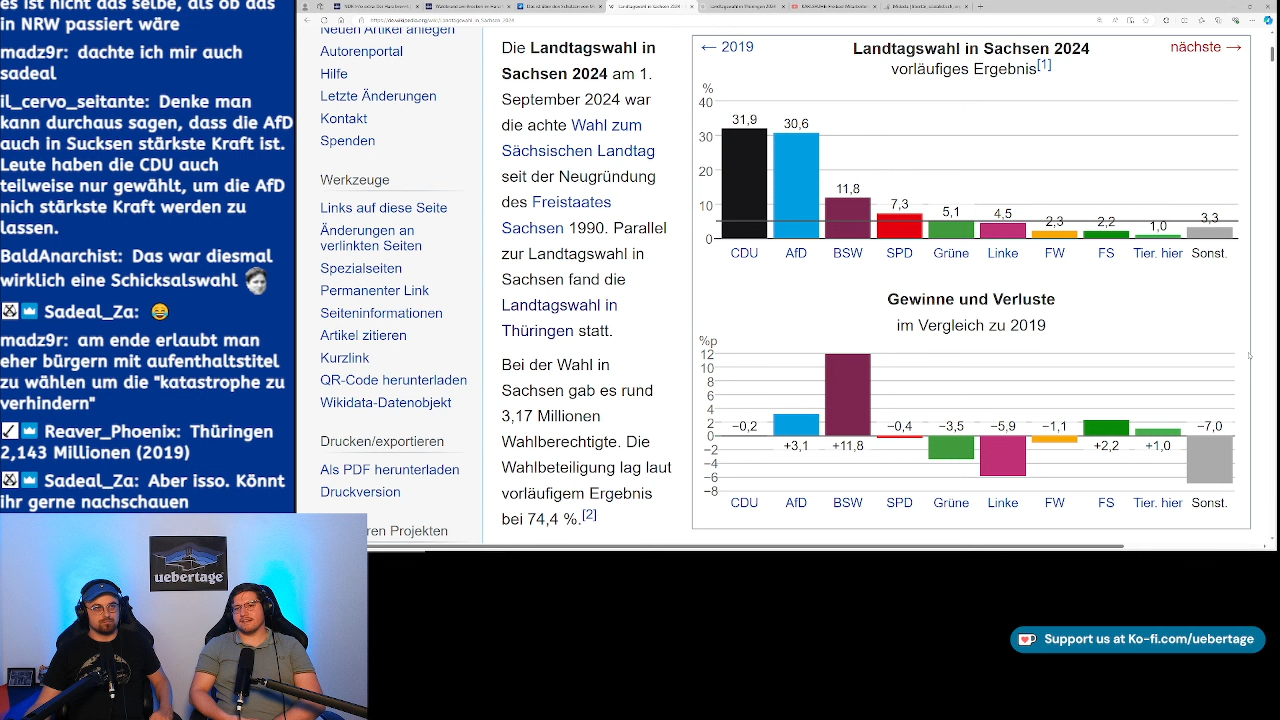 es ist nicht das selbe, als ob das
in NRW passiert wäre
madz9r: dachte ich mir auch
sadeal
il_cervo_seitante: Denke man
kann durchaus sagen, dass die AfD
auch in Sucksen stärkste Kraft ist.
Leute haben die CDU auch
teilweise nur gewählt, um die AfD
nich stärkste Kraft werden zu
lassen.
BaldAnarchist: Das war diesmal
wirklich eine Schicksalswahl
Sadeal_Za: 😄
madz9r: am ende erlaubt man
eher bürgern mit aufenthaltstitel
zu wählen um die "katastrophe zu
verhindern"
Reaver_Phoenix: Thüringen
2,143 Millionen (2019)
Sadeal_Za: Aber isso. Könnt
ihr gerne nachschauen
Neuen Artikel anlegen
Autorenportal
Hilfe
Letzte Änderungen
Kontakt
Spenden
Werkzeuge
Links auf diese Seite
Änderungen an
verlinkten Seiten
Spezialseiten
Permanenter Link
Seiteninformationen
Artikel zitieren
Kurzlink
QR-Code herunterladen
Wikidata-Datenobjekt
Drucken/exportieren
Als PDF herunterladen
Druckversion
ren Projekten
Die Landtagswahl in
Sachsen 2024 am 1.
September 2024 war
die achte Wahl zum
Sächsischen Landtag
seit der Neugründung
des Freistaates
Sachsen 1990. Parallel
zur Landtagswahl in
Sachsen fand die
Landtagswahl in
Thüringen statt.
Bei der Wahl in
Sachsen gab es rund
3,17 Millionen
Wahlberechtigte. Die
Wahlbeteiligung lag laut
vorläufigem Ergebnis
bei 74,4 %.[2]
← 2019
Landtagswahl in Sachsen 2024
nächste →
vorläufiges Ergebnis[1]
%
40
30
20
10
0
31,9 30,6 11,8 7,3 5,1 4,5 2,3 2,2 1,0 3,3
CDU AfD BSW SPD Grüne Linke FW FS Tier. hier Sonst.
Gewinne und Verluste
im Vergleich zu 2019
%p
12
10
8
6
4
2
0
−2
−4
−6
−8
−0,2 +3,1 +11,8 −0,4 −3,5 −5,9 −1,1 +2,2 +1,0 −7,0
CDU AfD BSW SPD Grüne Linke FW FS Tier. hier Sonst.
uebertage
Support us at Ko-fi.com/uebertage